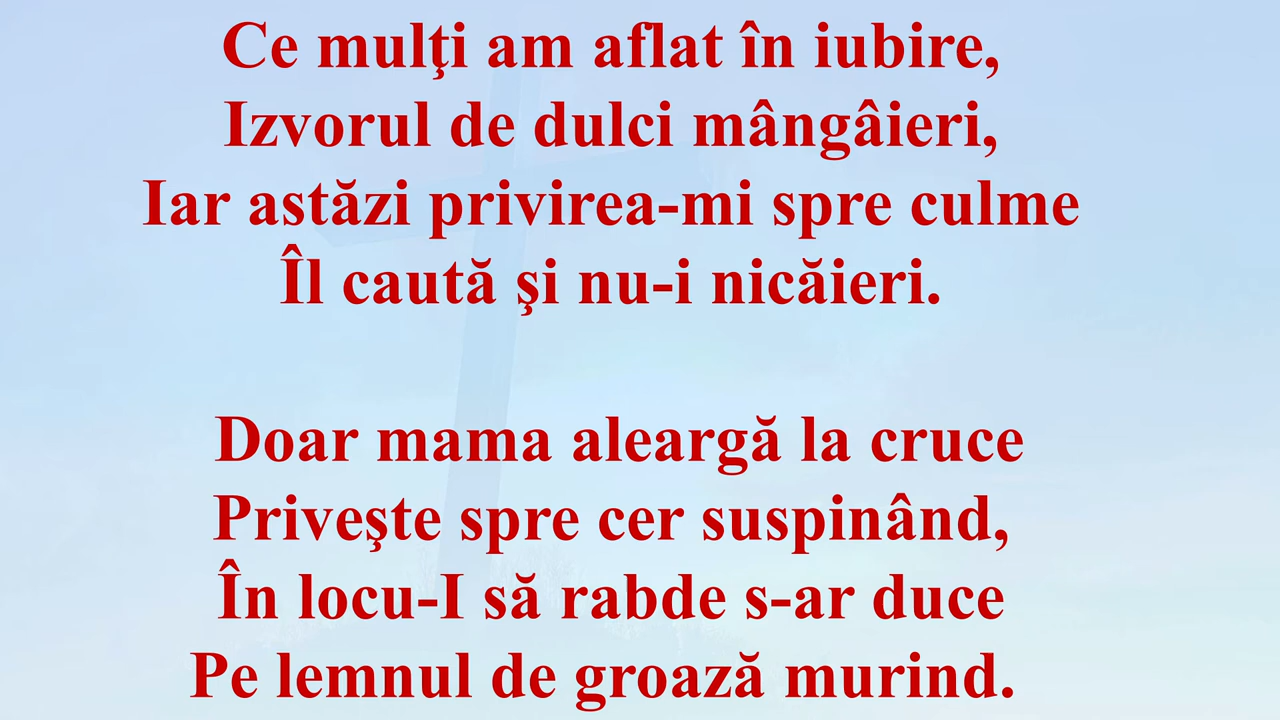 Ce mulţi am aflat în iubire,
Izvorul de dulci mângâieri,
Iar astăzi privirea-mi spre culme
Îl caută şi nu-i nicăieri.
Doar mama aleargă la cruce
Priveşte spre cer suspinând,
În locu-I să rabde s-ar duce
Pe lemnul de groază murind.